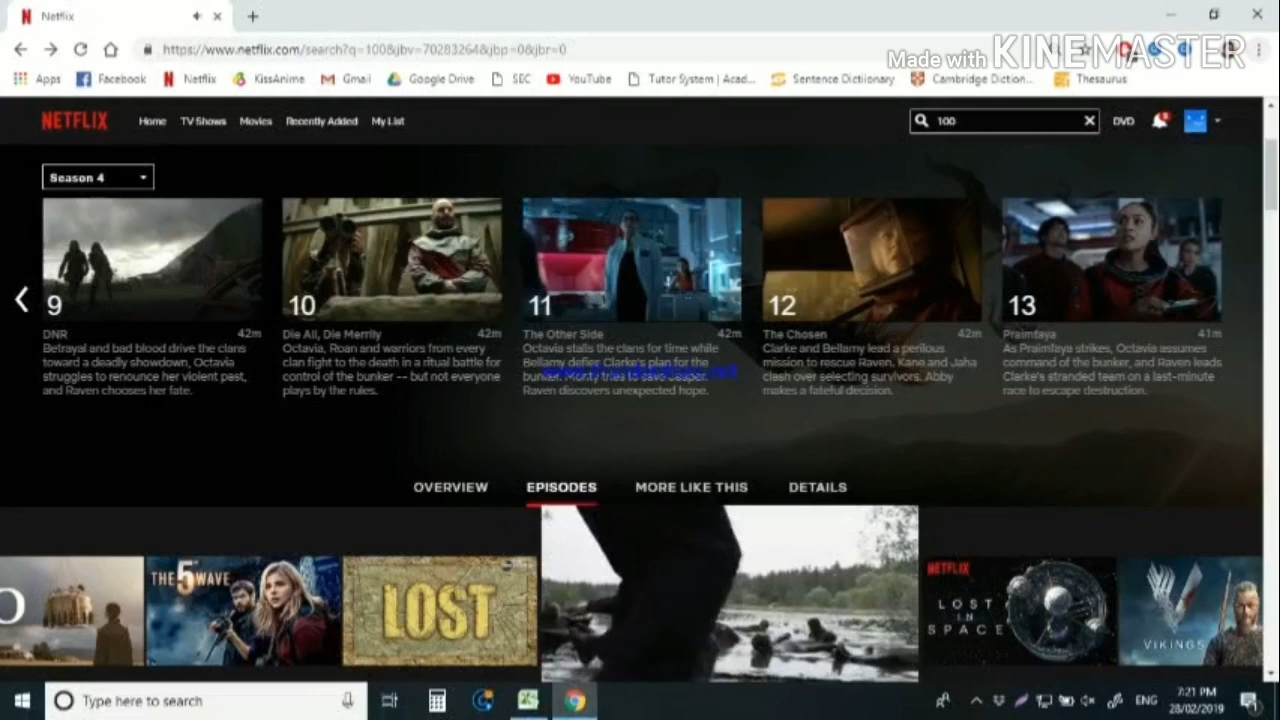 Netflix
https://www.netflix.com/search?q=100&jbv=70283264&jbp=0&jbr=0
Made with KINEMASTER
Apps Facebook Netflix KissAnime Gmail Google Drive SEC YouTube Tutor System | Acad... Sentence Dictiionary Cambridge Diction... Thesaurus
NETFLIX Home TV Shows Movies Recently Added My List 100 DVD
Season 4
9 10 11 12 13
DNR 42m
Betrayal and bad blood drive the clans
toward a deadly showdown, Octavia
struggles to renounce her violent past,
and Raven chooses her fate.
Die All, Die Merrily 42m
Octavia, Roan and warriors from every
clan fight to the death in a ritual battle for
control of the bunker -- but not everyone
plays by the rules.
The Other Side 42m
Octavia stalls the clans for time while
Bellamy defies Clarke's plan for the
bunker. Monty tries to save Jasper.
Raven discovers unexpected hope.
The Chosen 42m
Clarke and Bellamy lead a perilous
mission to rescue Raven. Kane and Jaha
clash over selecting survivors. Abby
makes a fateful decision.
Praimfaya 41m
As Praimfaya strikes, Octavia assumes
command of the bunker, and Raven leads
Clarke's stranded team on a last-minute
race to escape destruction.
OVERVIEW EPISODES MORE LIKE THIS DETAILS
THE 5TH WAVE
LOST
NETFLIX
LOST
IN
SPACE
VIKINGS
Type here to search
ENG
7:21 PM
28/02/2019